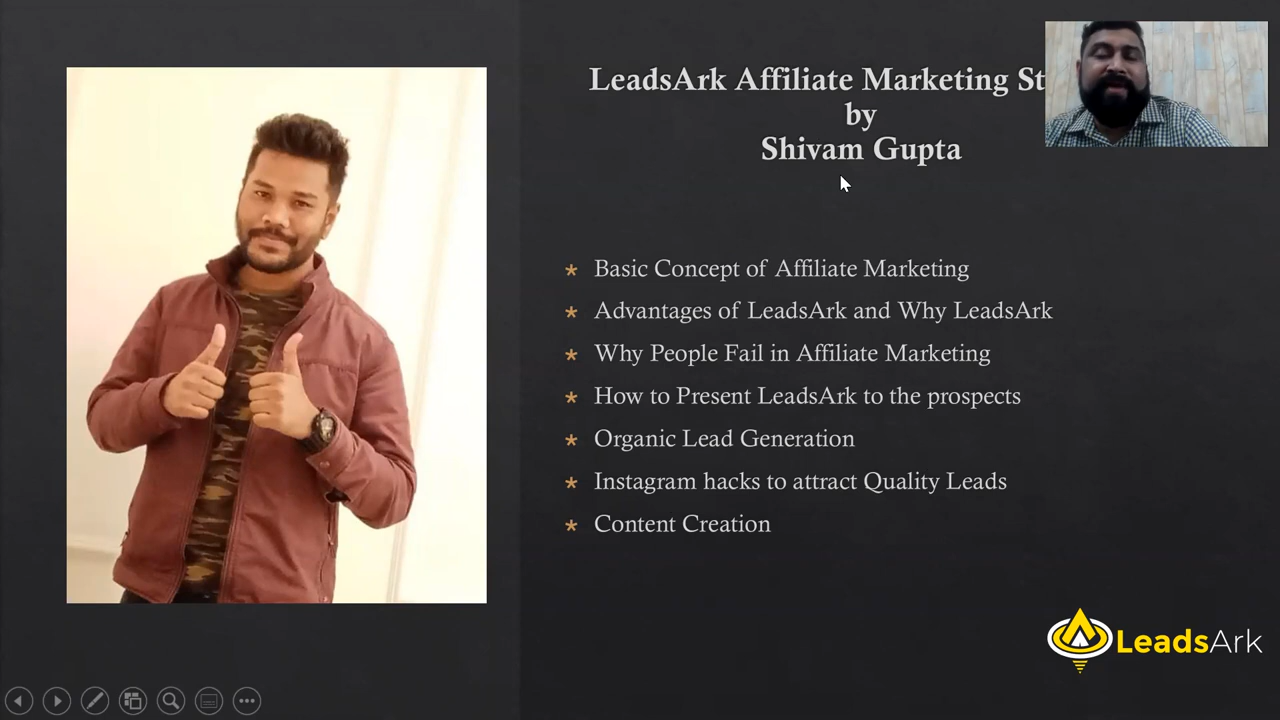 LeadsArk Affiliate Marketing St
by
Shivam Gupta
* Basic Concept of Affiliate Marketing
* Advantages of LeadsArk and Why LeadsArk
* Why People Fail in Affiliate Marketing
* How to Present LeadsArk to the prospects
* Organic Lead Generation
* Instagram hacks to attract Quality Leads
* Content Creation
LeadsArk